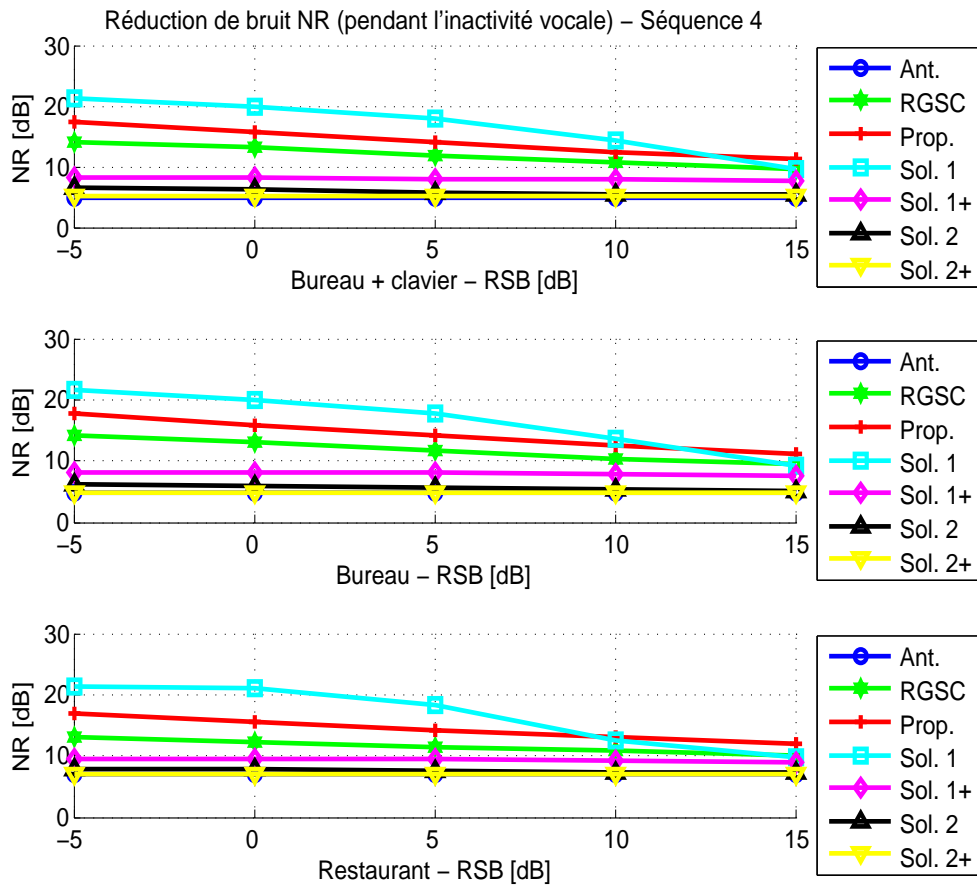 Réduction de bruit NR (pendant l'inactivité vocale) – Séquence 4
30
20
10
0
NR [dB]
–5
0
5
10
15
Bureau + clavier – RSB [dB]
Ant.
RGSC
Prop.
Sol. 1
Sol. 1+
Sol. 2
Sol. 2+
30
20
10
0
NR [dB]
–5
0
5
10
15
Bureau – RSB [dB]
Ant.
RGSC
Prop.
Sol. 1
Sol. 1+
Sol. 2
Sol. 2+
30
20
10
0
NR [dB]
–5
0
5
10
15
Restaurant – RSB [dB]
Ant.
RGSC
Prop.
Sol. 1
Sol. 1+
Sol. 2
Sol. 2+